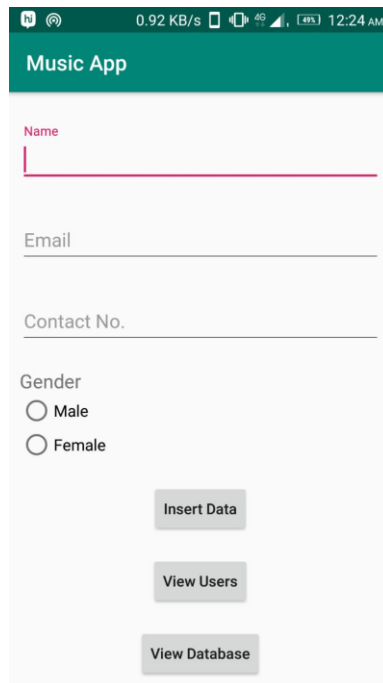 hi 0.92 KB/s 4G 49% 12:24 AM
Music App
Name
Email
Contact No.
Gender
Male
Female
Insert Data
View Users
View Database